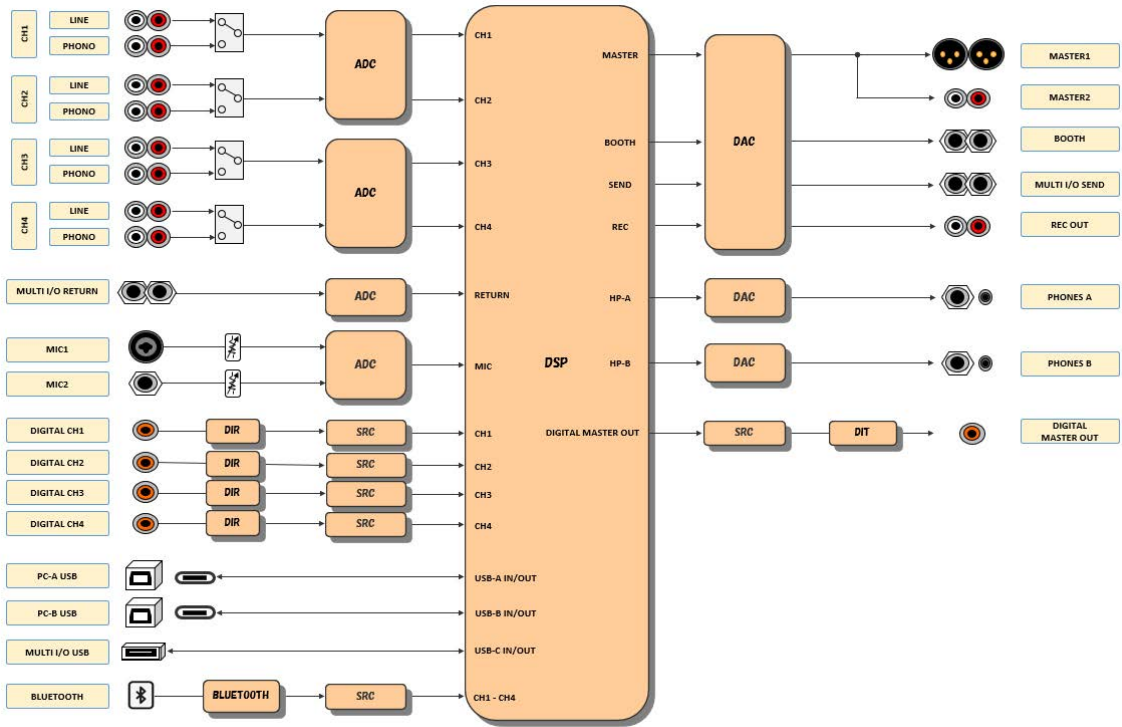 CH1
LINE
PHONO
CH2
LINE
PHONO
CH3
LINE
PHONO
CH4
LINE
PHONO
MULTI I/O RETURN
MIC1
MIC2
DIGITAL CH1
DIGITAL CH2
DIGITAL CH3
DIGITAL CH4
PC-A USB
PC-B USB
MULTI I/O USB
BLUETOOTH
DIR
DIR
DIR
DIR
BLUETOOTH
ADC
ADC
ADC
ADC
SRC
SRC
SRC
SRC
SRC
CH1
CH2
CH3
CH4
RETURN
MIC
CH1
CH2
CH3
CH4
USB-A IN/OUT
USB-B IN/OUT
USB-C IN/OUT
CH1 - CH4
DSP
MASTER
BOOTH
SEND
REC
HP-A
HP-B
DIGITAL MASTER OUT
DAC
DAC
DAC
SRC
DIT
MASTER1
MASTER2
BOOTH
MULTI I/O SEND
REC OUT
PHONES A
PHONES B
DIGITAL
MASTER OUT